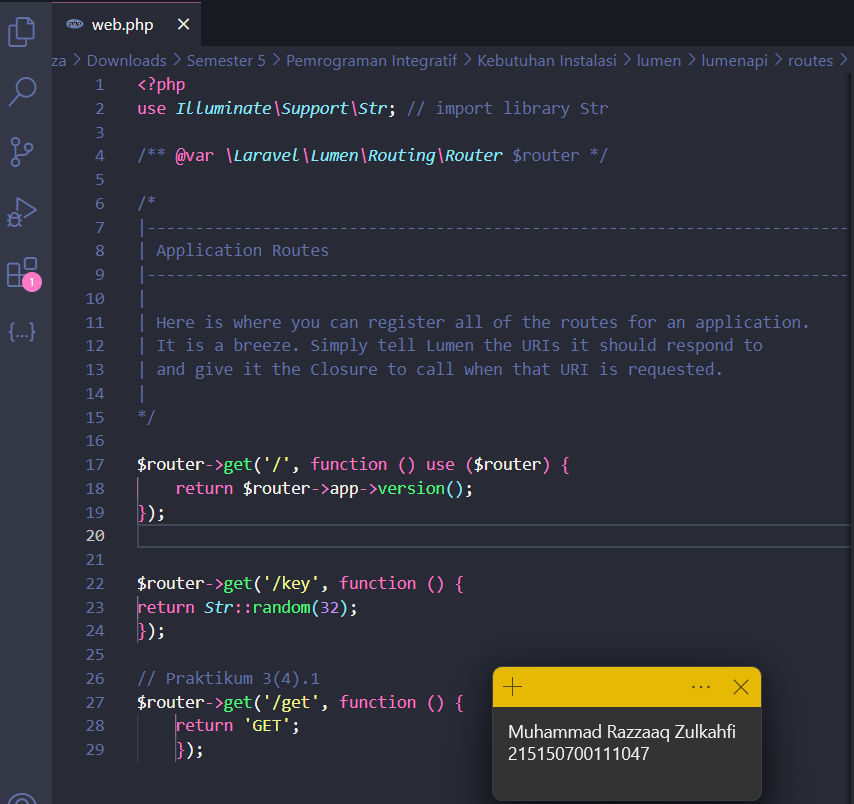 web.php
za > Downloads > Semester 5 > Pemrograman Integratif > Kebutuhan Instalasi > lumen > lumenapi > routes >
1 <?php
2 use Illuminate\Support\Str; // import library Str
3
4 /** @var \Laravel\Lumen\Routing\Router $router */
5
6 /*
7 |--------------------------------------------------------------------------
8 | Application Routes
9 |--------------------------------------------------------------------------
10 |
11 | Here is where you can register all of the routes for an application.
12 | It is a breeze. Simply tell Lumen the URIs it should respond to
13 | and give it the Closure to call when that URI is requested.
14 |
15 */
16
17 $router->get('/', function () use ($router) {
18     return $router->app->version();
19 });
20
21
22 $router->get('/key', function () {
23 return Str::random(32);
24 });
25
26 // Praktikum 3(4).1
27 $router->get('/get', function () {
28     return 'GET';
29     });
1
{...}
Muhammad Razzaaq Zulkahfi
215150700111047